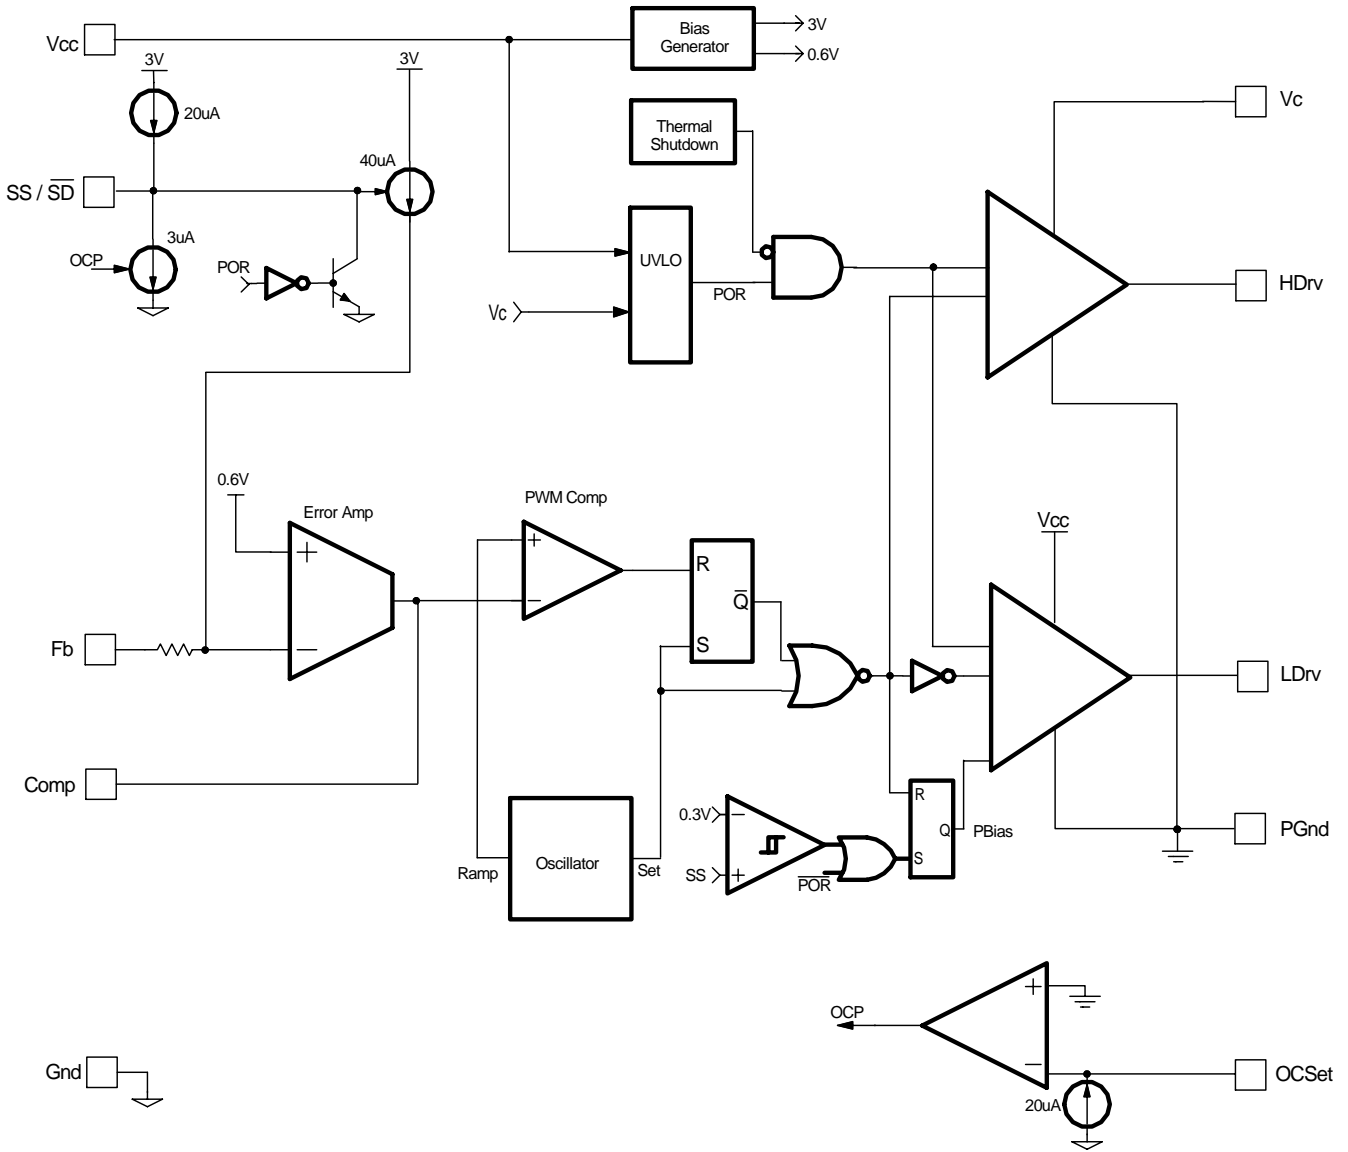 Vcc
Bias
Generator
3V
0.6V
3V
3V
20uA
Thermal
Shutdown
Vc
40uA
SS / SD
3uA
OCP
POR
UVLO
POR
Vc
HDrv
0.6V
Error Amp
PWM Comp
+
−
+
−
R
Q
S
Vcc
Fb
LDrv
Comp
Ramp
Oscillator
Set
0.3V
−
SS
+
POR
R
Q
S
PBias
PGnd
OCP
+
−
Gnd
OCSet
20uA